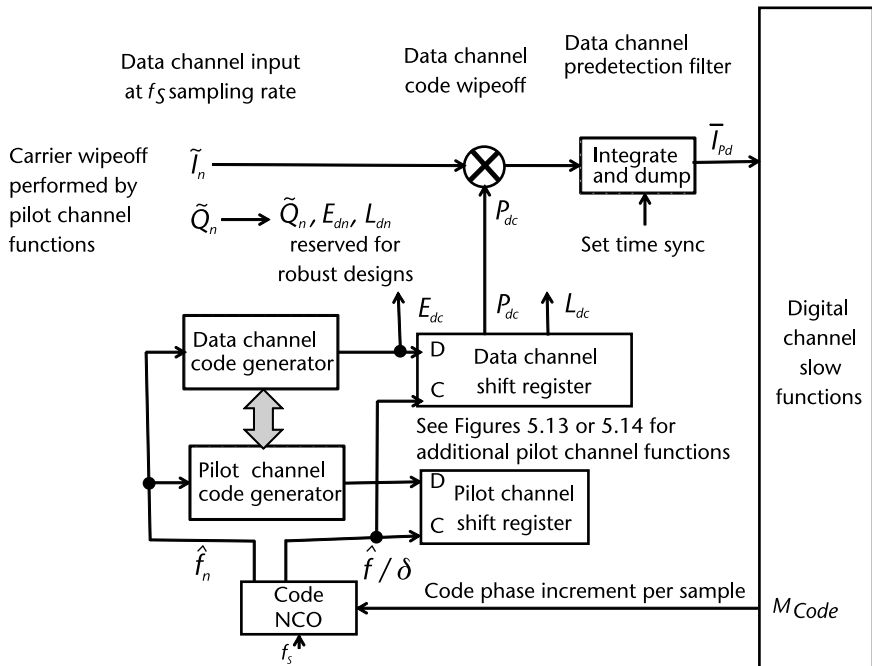 Data channel input
at fS sampling rate
Data channel
code wipeoff
Data channel
predetection filter
Carrier wipeoff
performed by
pilot channel
functions
Ĩn
Integrate
and dump
I̅Pd
Q̃n
Q̃n, Edn, Ldn
reserved for
robust designs
Pdc
Set time sync
Edc
Pdc
Ldc
Digital
channel
slow
functions
Data channel
code generator
D
C
Data channel
shift register
See Figures 5.13 or 5.14 for
additional pilot channel functions
Pilot channel
code generator
D
C
Pilot channel
shift register
f̂n
f̂ / δ
Code
NCO
fs
Code phase increment per sample
MCode